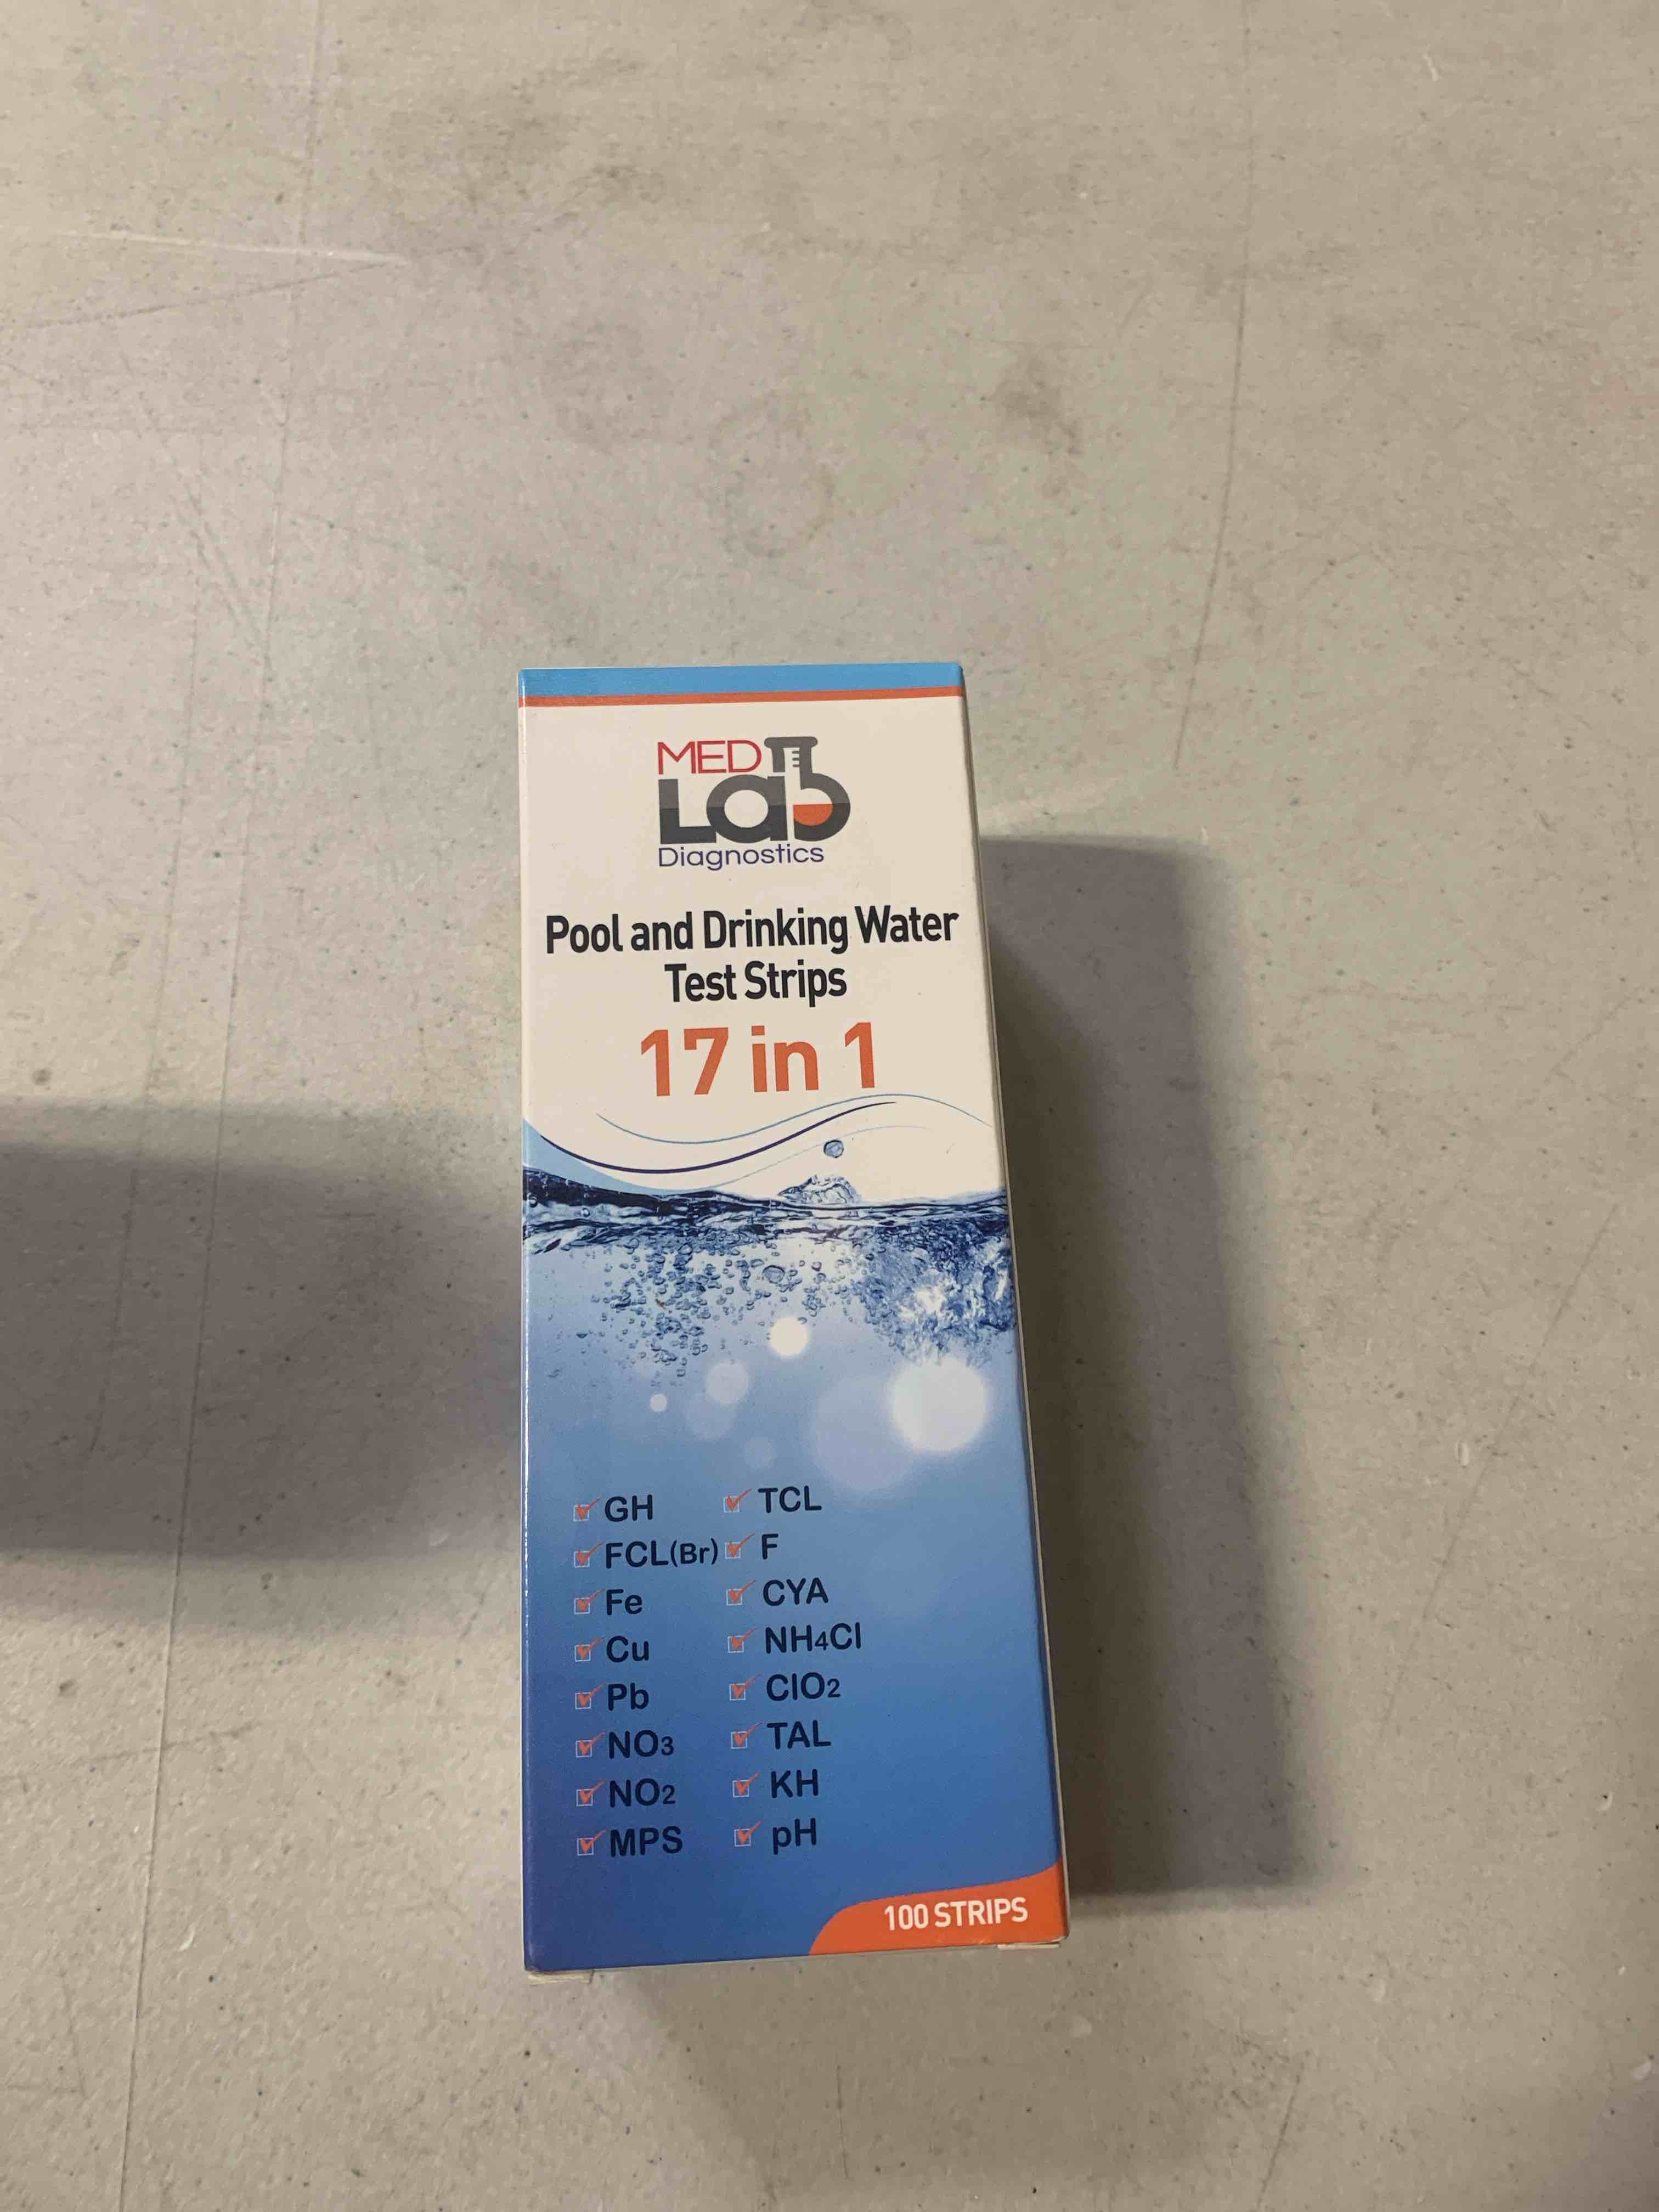 MED
Lab
Diagnostics
Pool and Drinking Water
Test Strips
17 in 1
GH
FCL(Br)
Fe
Cu
Pb
NO3
NO2
MPS
TCL
F
CYA
NH4Cl
ClO2
TAL
KH
pH
100 STRIPS